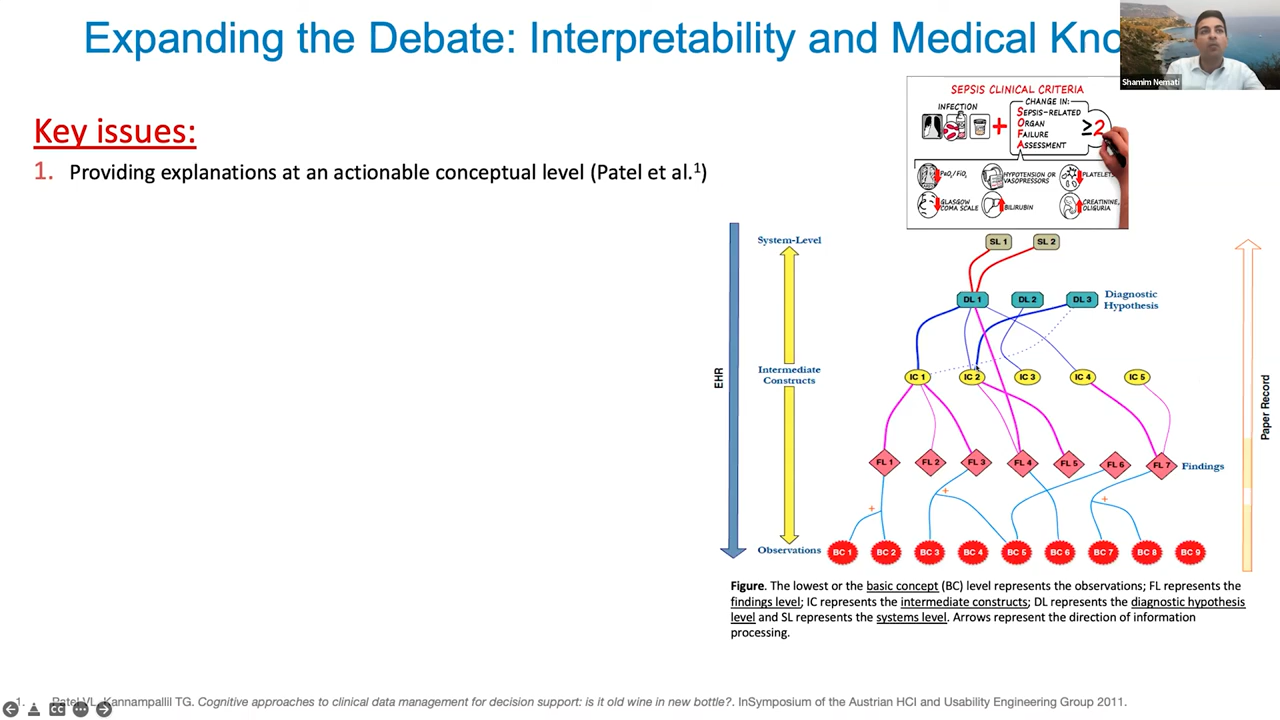 Expanding the Debate: Interpretability and Medical Kno
Shamim Nemati
Key issues:
1. Providing explanations at an actionable conceptual level (Patel et al.¹)
SEPSIS CLINICAL CRITERIA
INFECTION
+
CHANGE IN:
SEPSIS-RELATED
ORGAN
FAILURE
ASSESSMENT
≥2
PaO₂/FiO₂
HYPOTENSION OR
VASOPRESSORS
PLATELETS
GLASGOW
COMA SCALE
BILIRUBIN
CREATININE,
OLIGURIA
System-Level
SL 1 SL 2
DL 1 DL 2 DL 3
Diagnostic
Hypothesis
EHR
Intermediate
Constructs
IC 1 IC 2 IC 3 IC 4 IC 5
Paper Record
FL 1 FL 2 FL 3 FL 4 FL 5 FL 6 FL 7 Findings
+ + +
Observations BC 1 BC 2 BC 3 BC 4 BC 5 BC 6 BC 7 BC 8 BC 9
Figure. The lowest or the basic concept (BC) level represents the observations; FL represents the
findings level; IC represents the intermediate constructs; DL represents the diagnostic hypothesis
level and SL represents the systems level. Arrows represent the direction of information
processing.
1. Patel VL, Kannampallil TG. Cognitive approaches to clinical data management for decision support: is it old wine in new bottle?. InSymposium of the Austrian HCI and Usability Engineering Group 2011.
CC